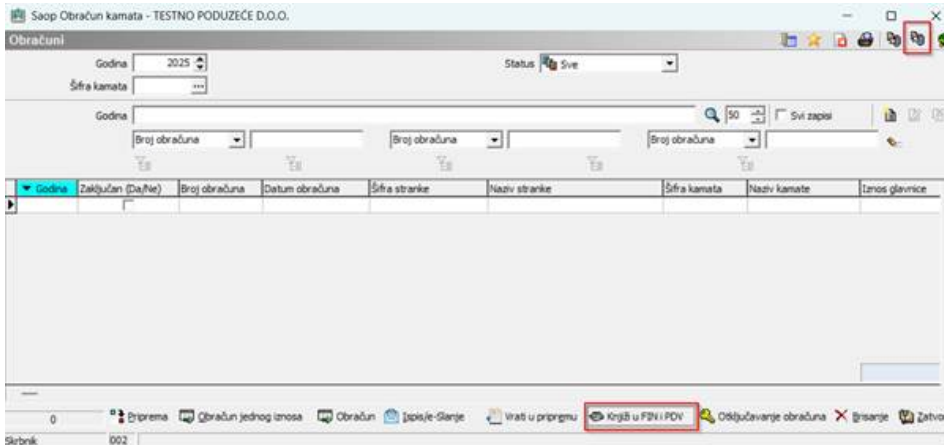 Saop Obračun kamata - TESTNO PODUZEĆE D.O.O.
Obračuni
Godina 2025 Status Sve
Šifra kamata
Godina 50 Svi zapisi
Broj obračuna Broj obračuna Broj obračuna
Godina Zaključan (Da/Ne) Broj obračuna Datum obračuna Šifra stranke Naziv stranke Šifra kamata Naziv kamate Iznos glavnice
0 Priprema Obračun jednog iznosa Obračun Ispis/e-Slanje Vrati u pripremu Knjiži u FIN i PDV Otključavanje obračuna Brisanje Zatvo
Skrbnik 002